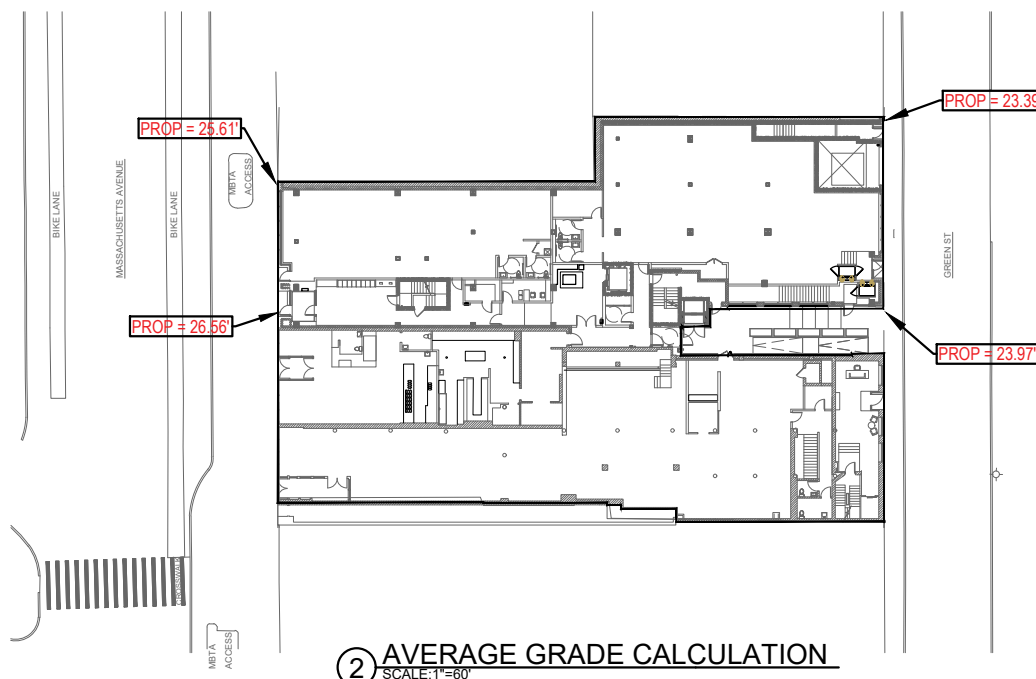 PROP = 23.39
PROP = 25.61'
MBTA
ACCESS
BIKE LANE
MASSACHUSETTS AVENUE
BIKE LANE
GREEN ST
PROP = 26.56'
PROP = 23.97'
CROSSWALK
MBTA
ACCESS
2 AVERAGE GRADE CALCULATION
SCALE:1"=60'